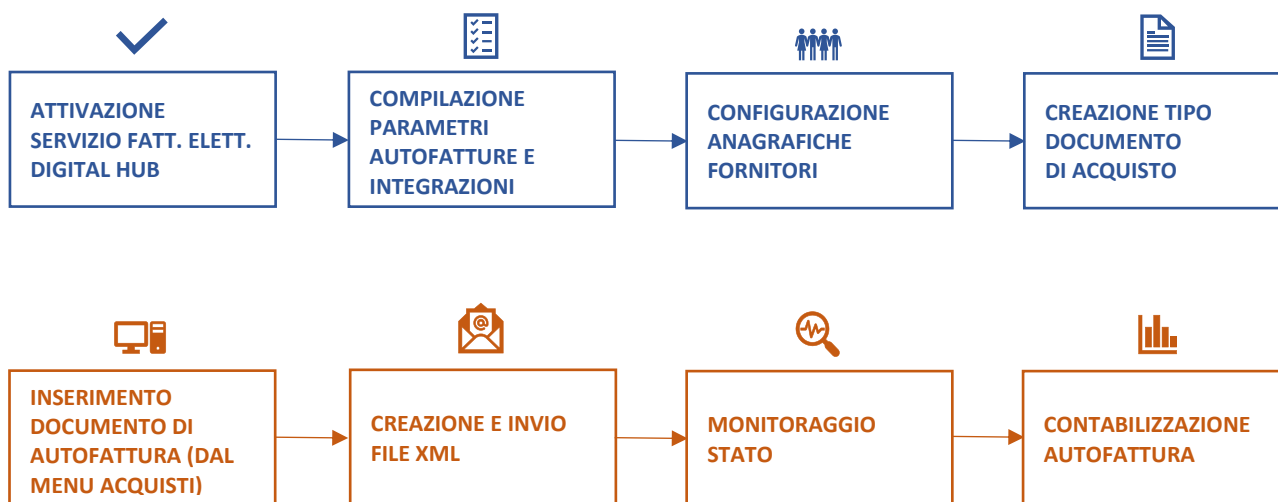 ATTIVAZIONE
SERVIZIO FATT. ELETT.
DIGITAL HUB
COMPILAZIONE
PARAMETRI
AUTOFATTURE E
INTEGRAZIONI
CONFIGURAZIONE
ANAGRAFICHE
FORNITORI
CREAZIONE TIPO
DOCUMENTO
DI ACQUISTO
@
INSERIMENTO
DOCUMENTO DI
AUTOFATTURA (DAL
MENU ACQUISTI)
CREAZIONE E INVIO
FILE XML
MONITORAGGIO
STATO
CONTABILIZZAZIONE
AUTOFATTURA